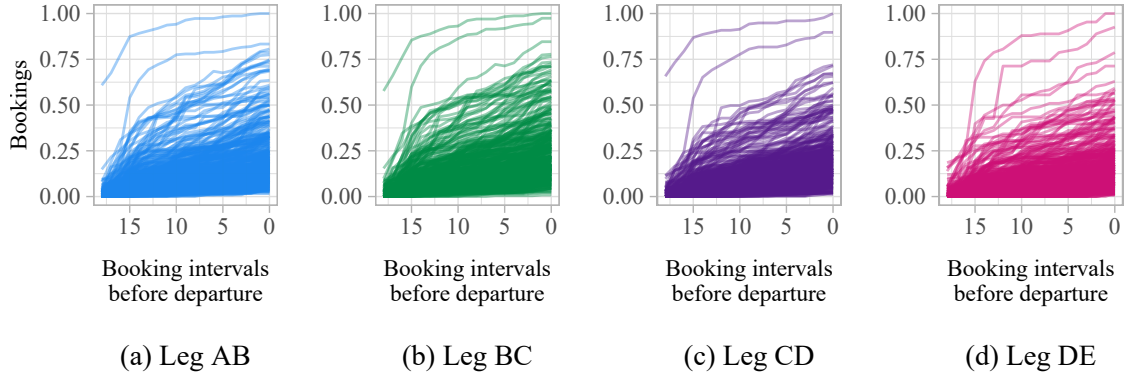 Bookings
1.00
0.75
0.50
0.25
0.00
15 10 5 0
Booking intervals
before departure
(a) Leg AB
1.00
0.75
0.50
0.25
0.00
15 10 5 0
Booking intervals
before departure
(b) Leg BC
1.00
0.75
0.50
0.25
0.00
15 10 5 0
Booking intervals
before departure
(c) Leg CD
1.00
0.75
0.50
0.25
0.00
15 10 5 0
Booking intervals
before departure
(d) Leg DE